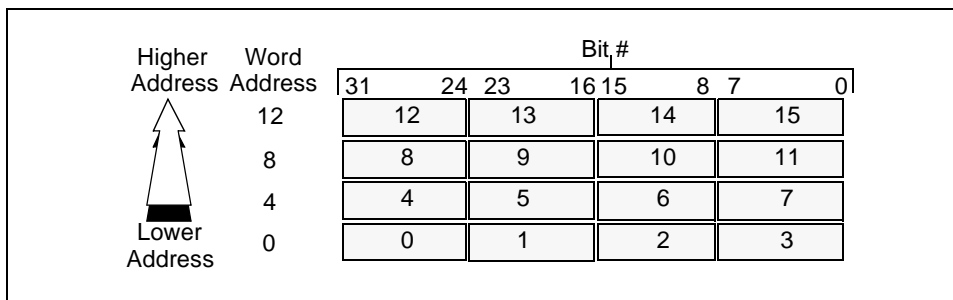 Bit #
Higher Word
Address Address
31 24 23 16 15 8 7 0
12 12 13 14 15
8 8 9 10 11
4 4 5 6 7
Lower
0 0 1 2 3
Address